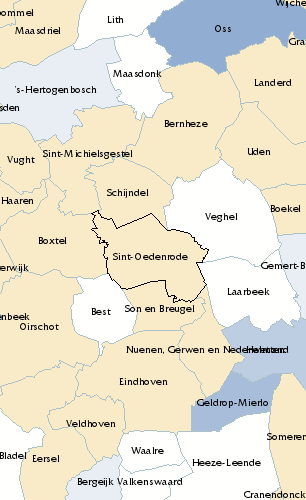 ommel
Wijche
Lith
Maasdriel
Oss
Gra
Maasdonk
Landerd
's-Hertogenbosch
sden
Bernheze
Uden
Sint-Michielsgestel
Vught
Schijndel
Haaren
Boekel
Veghel
Boxtel
Sint-Oedenrode
Gemert-B
erwijk
Laarbeek
Best
Son en Breugel
nbeek
Oirschot
Nuenen, Gerwen en Nederwetten
Helmond
Eindhoven
Geldrop-Mierlo
Veldhoven
Someren
Waalre
Bladel
Eersel
Heeze-Leende
Bergeijk
Valkenswaard
Cranendonck